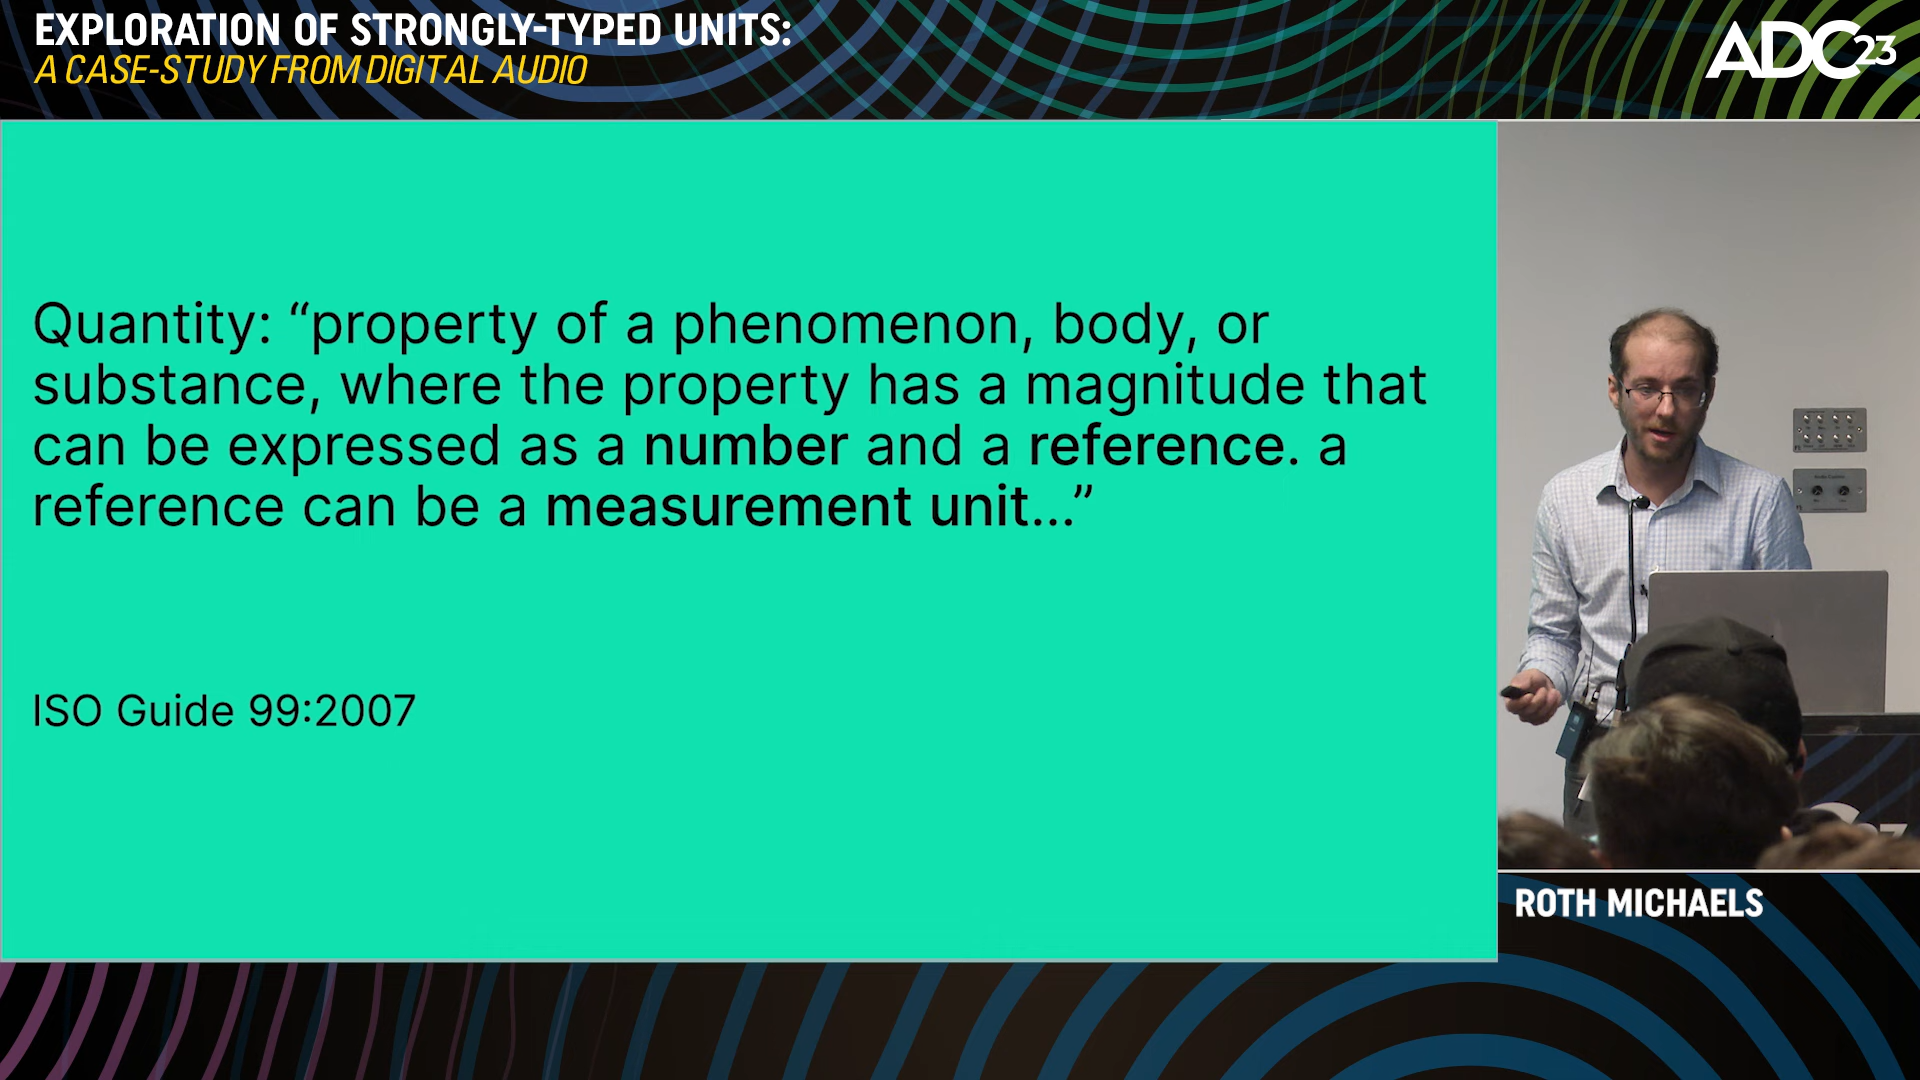 EXPLORATION OF STRONGLY-TYPED UNITS:
A CASE-STUDY FROM DIGITAL AUDIO
ADC23
Quantity: “property of a phenomenon, body, or
substance, where the property has a magnitude that
can be expressed as a number and a reference. a
reference can be a measurement unit...”
ISO Guide 99:2007
ROTH MICHAELS